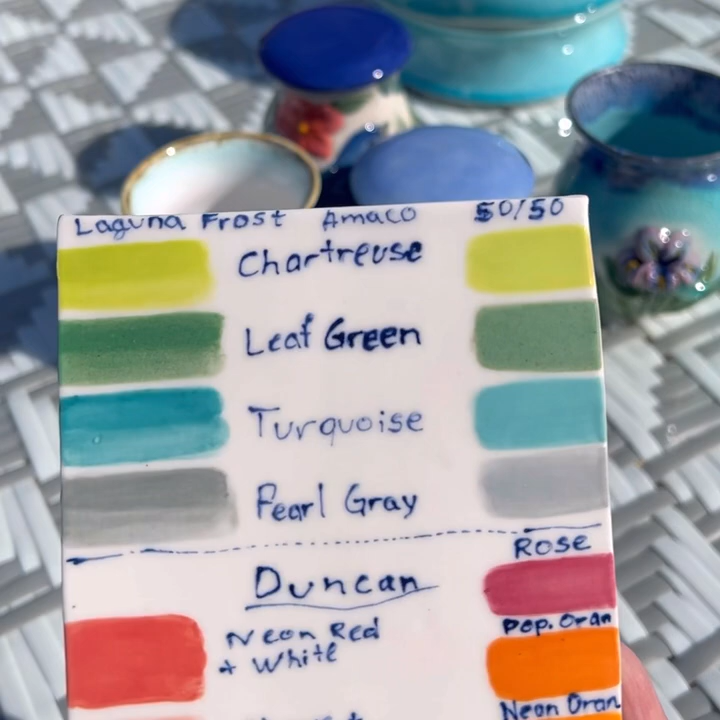 Laguna Frost Amaco 50/50
Chartreuse
Leaf Green
Turquoise
Pearl Gray
Rose
Duncan
Pop. Oran
Neon Red
+ White
Neon Oran